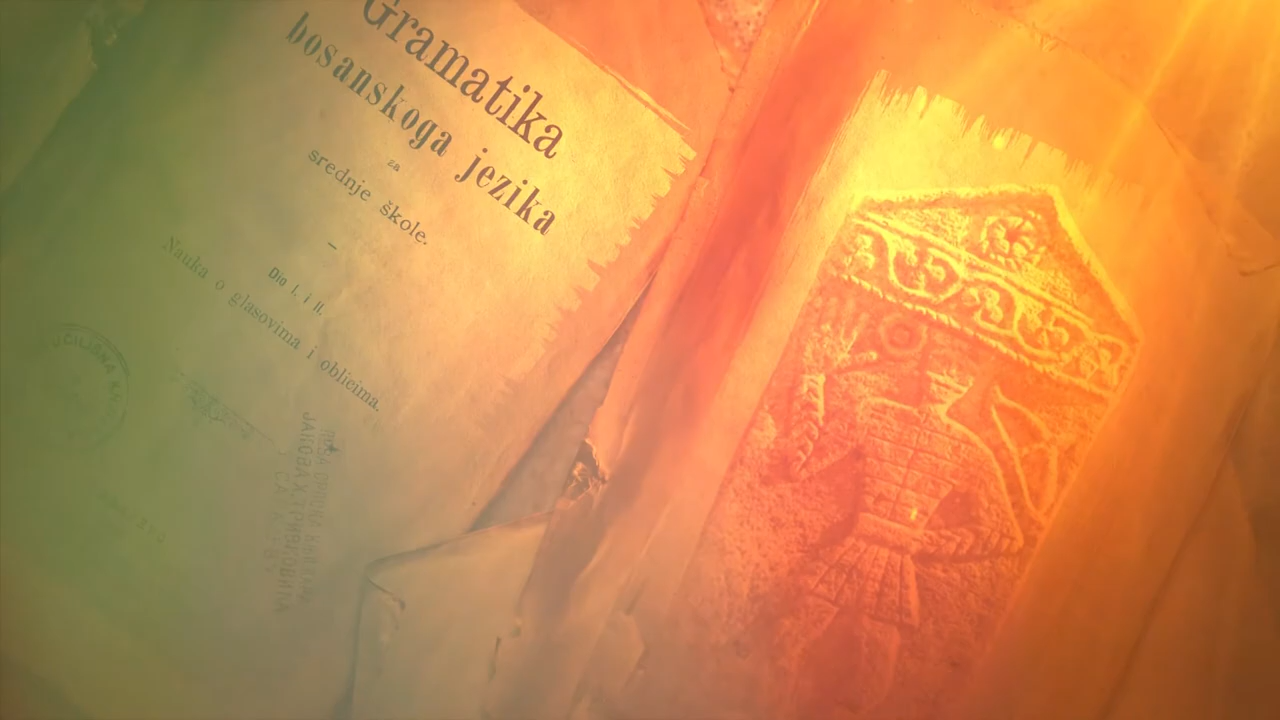 Gramatika
bosanskoga jezika
za
srednje škole.
Dio I. i II.
Nauka o glasovima i oblicima.